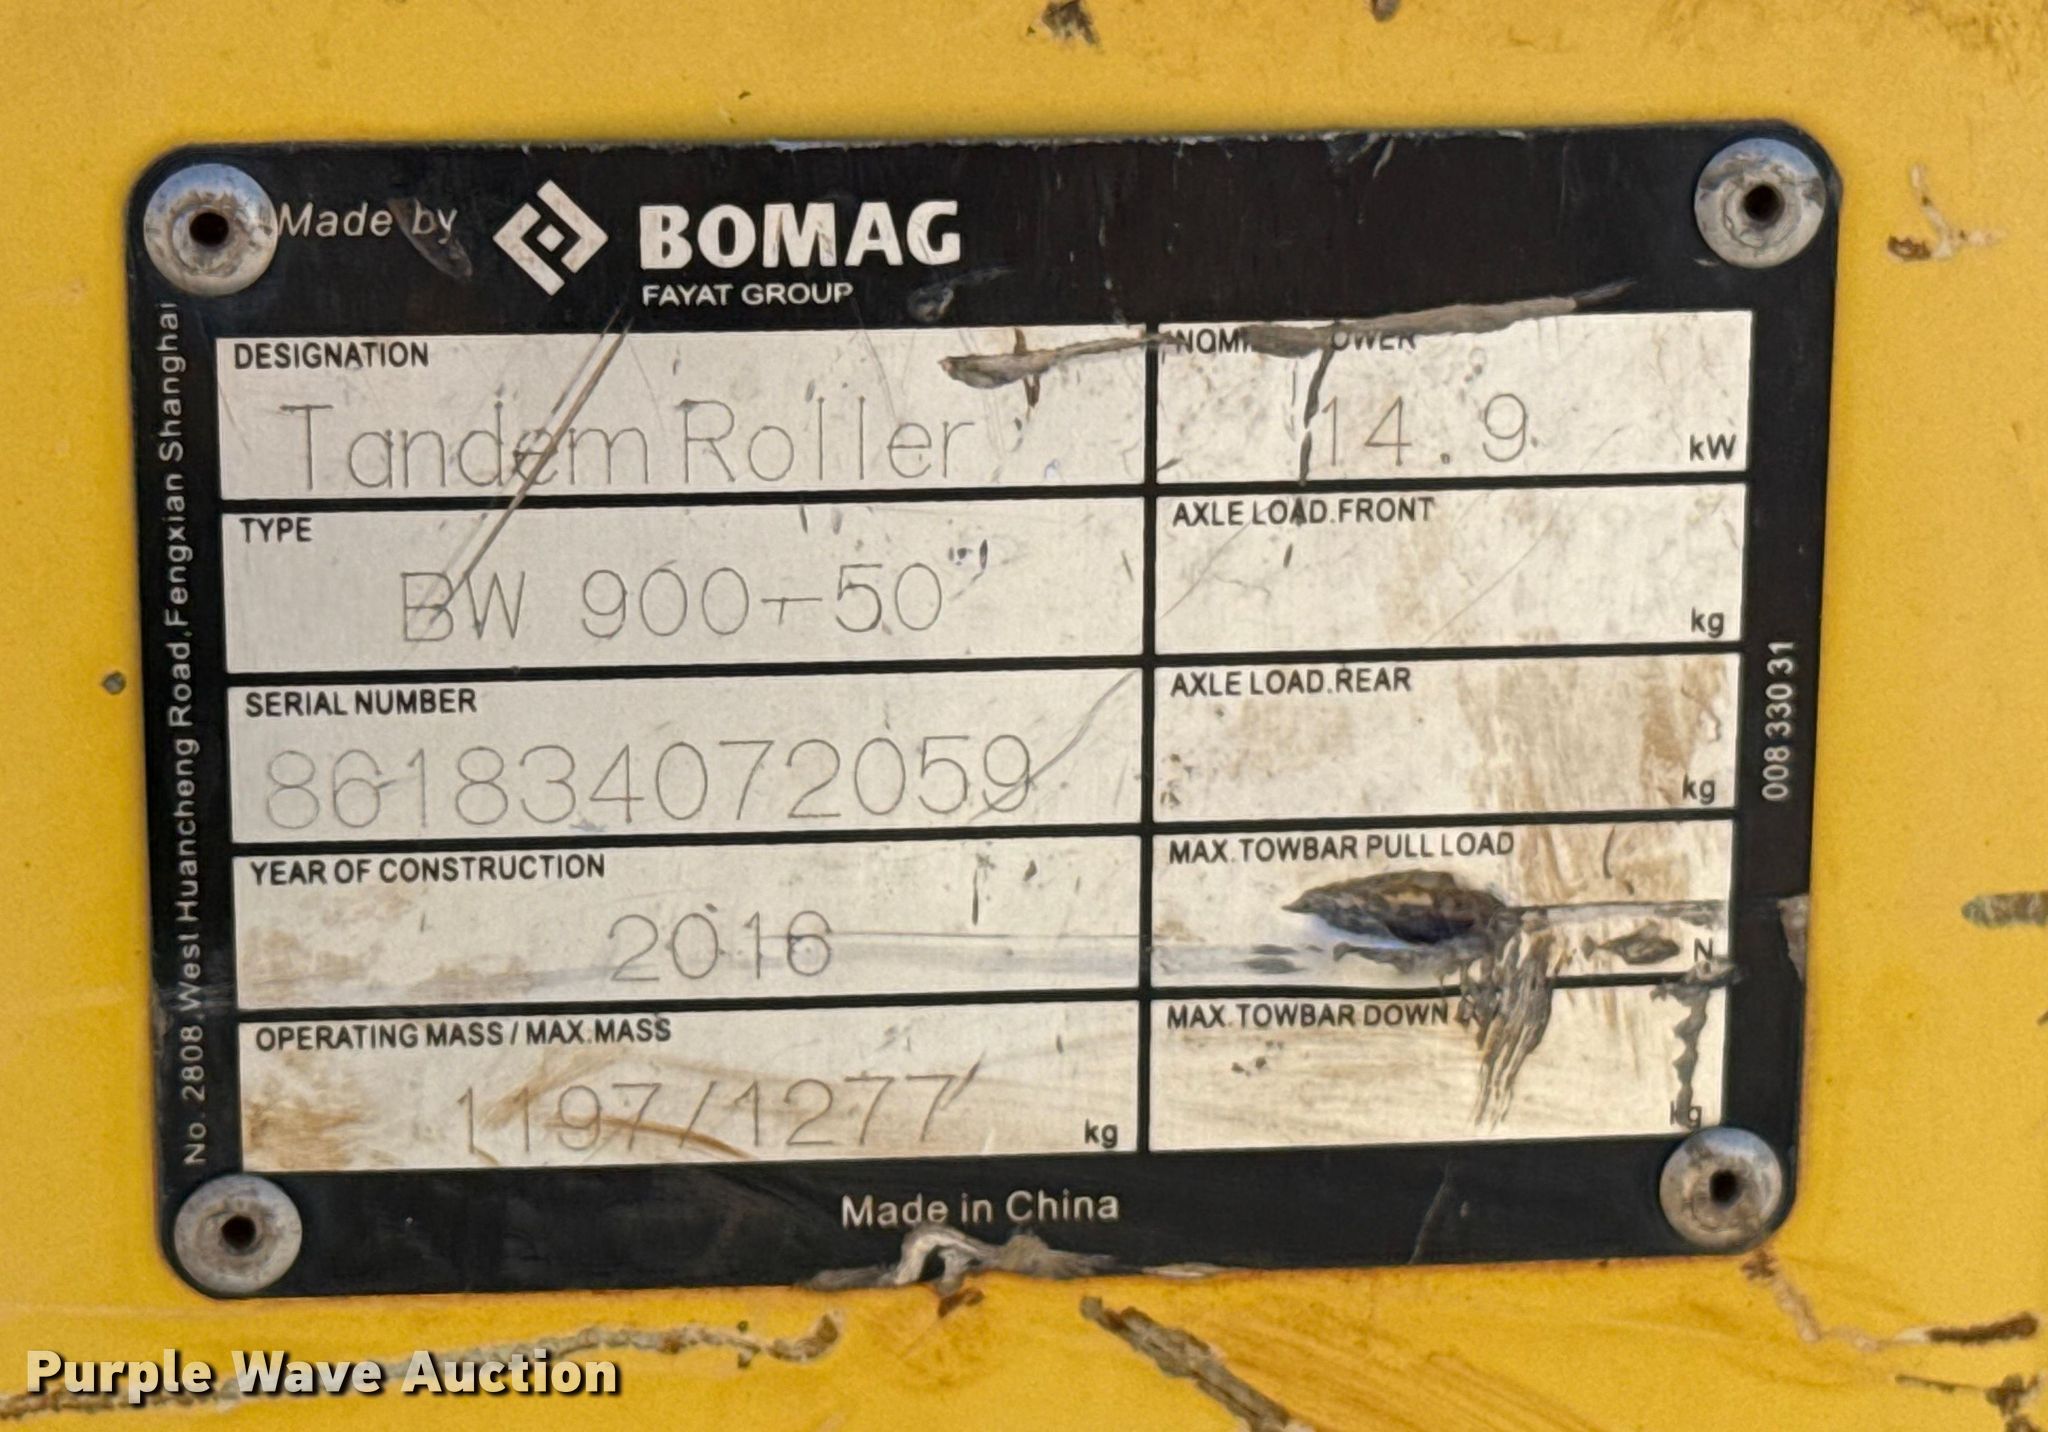 Made by BOMAG
FAYAT GROUP
No. 2808.West Huancheng Road,Fengxian Shanghai
DESIGNATION
Tandem Roller
14.9 kW
TYPE
BW 900-50
AXLE LOAD.FRONT
kg
SERIAL NUMBER
861834072059
AXLE LOAD.REAR
kg
YEAR OF CONSTRUCTION
2016
MAX.TOWBAR PULL LOAD
N
OPERATING MASS / MAX.MASS
1197/1277 kg
MAX.TOWBAR DOWN
kg
008 330 31
Made in China
Purple Wave Auction